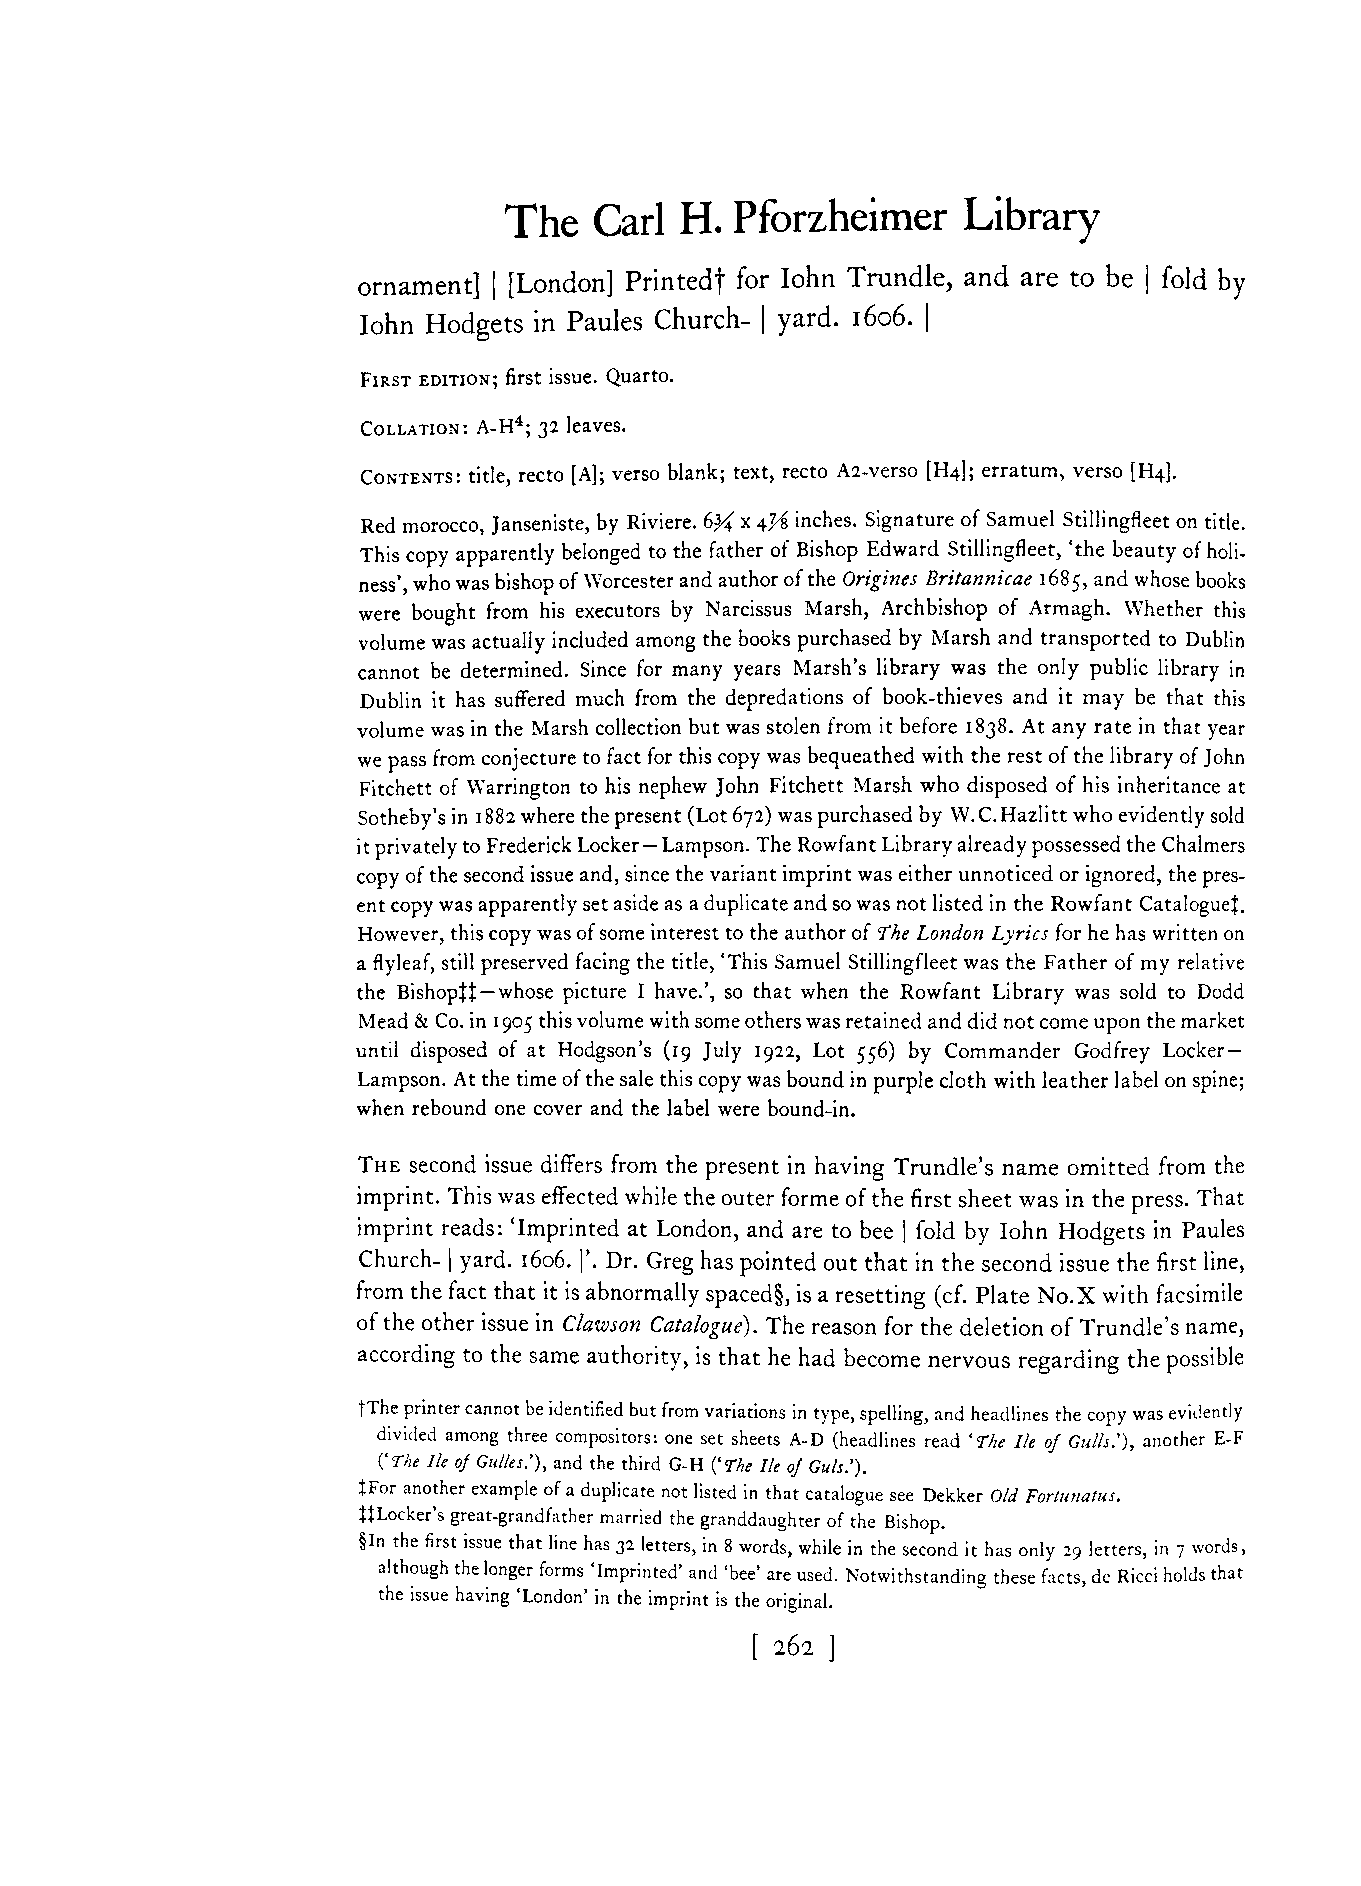 The Carl H. Pforzheimer Library
ornament] | [London] Printed† for Iohn Trundle, and are to be | ſold by
Iohn Hodgets in Paules Church- | yard. 1606. |
First edition; first issue. Quarto.
Collation: A-H⁴; 32 leaves.
Contents: title, recto [A]; verso blank; text, recto A2-verso [H4]; erratum, verso [H4].
Red morocco, Janseniste, by Riviere. 6¾ x 4⅞ inches. Signature of Samuel Stillingfleet on title.
This copy apparently belonged to the father of Bishop Edward Stillingfleet, ‘the beauty of holi-
ness’, who was bishop of Worcester and author of the Origines Britannicae 1685, and whose books
were bought from his executors by Narcissus Marsh, Archbishop of Armagh. Whether this
volume was actually included among the books purchased by Marsh and transported to Dublin
cannot be determined. Since for many years Marsh’s library was the only public library in
Dublin it has suffered much from the depredations of book-thieves and it may be that this
volume was in the Marsh collection but was stolen from it before 1838. At any rate in that year
we pass from conjecture to fact for this copy was bequeathed with the rest of the library of John
Fitchett of Warrington to his nephew John Fitchett Marsh who disposed of his inheritance at
Sotheby’s in 1882 where the present (Lot 672) was purchased by W.C.Hazlitt who evidently sold
it privately to Frederick Locker—Lampson. The Rowfant Library already possessed the Chalmers
copy of the second issue and, since the variant imprint was either unnoticed or ignored, the pres-
ent copy was apparently set aside as a duplicate and so was not listed in the Rowfant Catalogue‡.
However, this copy was of some interest to the author of The London Lyrics for he has written on
a flyleaf, still preserved facing the title, ‘This Samuel Stillingfleet was the Father of my relative
the Bishop‡‡—whose picture I have.’, so that when the Rowfant Library was sold to Dodd
Mead & Co. in 1905 this volume with some others was retained and did not come upon the market
until disposed of at Hodgson’s (19 July 1922, Lot 556) by Commander Godfrey Locker—
Lampson. At the time of the sale this copy was bound in purple cloth with leather label on spine;
when rebound one cover and the label were bound-in.
The second issue differs from the present in having Trundle’s name omitted from the
imprint. This was effected while the outer forme of the first sheet was in the press. That
imprint reads: ‘Imprinted at London, and are to bee | ſold by Iohn Hodgets in Paules
Church- | yard. 1606. |’. Dr. Greg has pointed out that in the second issue the first line,
from the fact that it is abnormally spaced§, is a resetting (cf. Plate No.X with facsimile
of the other issue in Clawson Catalogue). The reason for the deletion of Trundle’s name,
according to the same authority, is that he had become nervous regarding the possible
†The printer cannot be identified but from variations in type, spelling, and headlines the copy was evidently
divided among three compositors: one set sheets A-D (headlines read ‘The Ile of Gulls.’), another E-F
(‘The Ile of Gulles.’), and the third G-H (‘The Ile of Guls.’).
‡For another example of a duplicate not listed in that catalogue see Dekker Old Fortunatus.
‡‡Locker’s great-grandfather married the granddaughter of the Bishop.
§In the first issue that line has 32 letters, in 8 words, while in the second it has only 29 letters, in 7 words,
although the longer forms ‘Imprinted’ and ‘bee’ are used. Notwithstanding these facts, de Ricci holds that
the issue having ‘London’ in the imprint is the original.
[ 262 ]